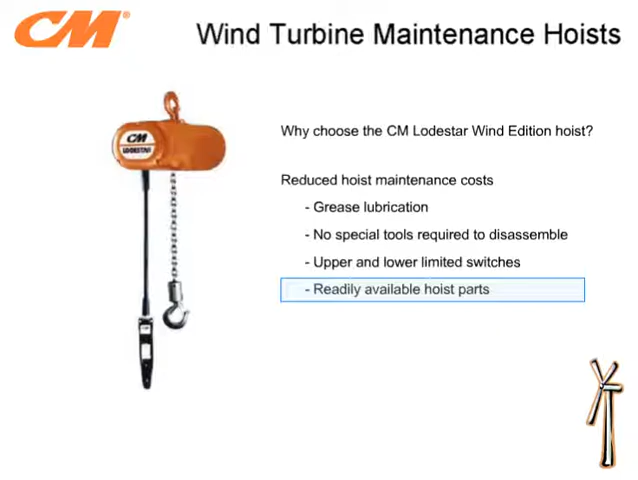 CM®
Wind Turbine Maintenance Hoists
CM
LODESTAR
Why choose the CM Lodestar Wind Edition hoist?
Reduced hoist maintenance costs
- Grease lubrication
- No special tools required to disassemble
- Upper and lower limited switches
- Readily available hoist parts